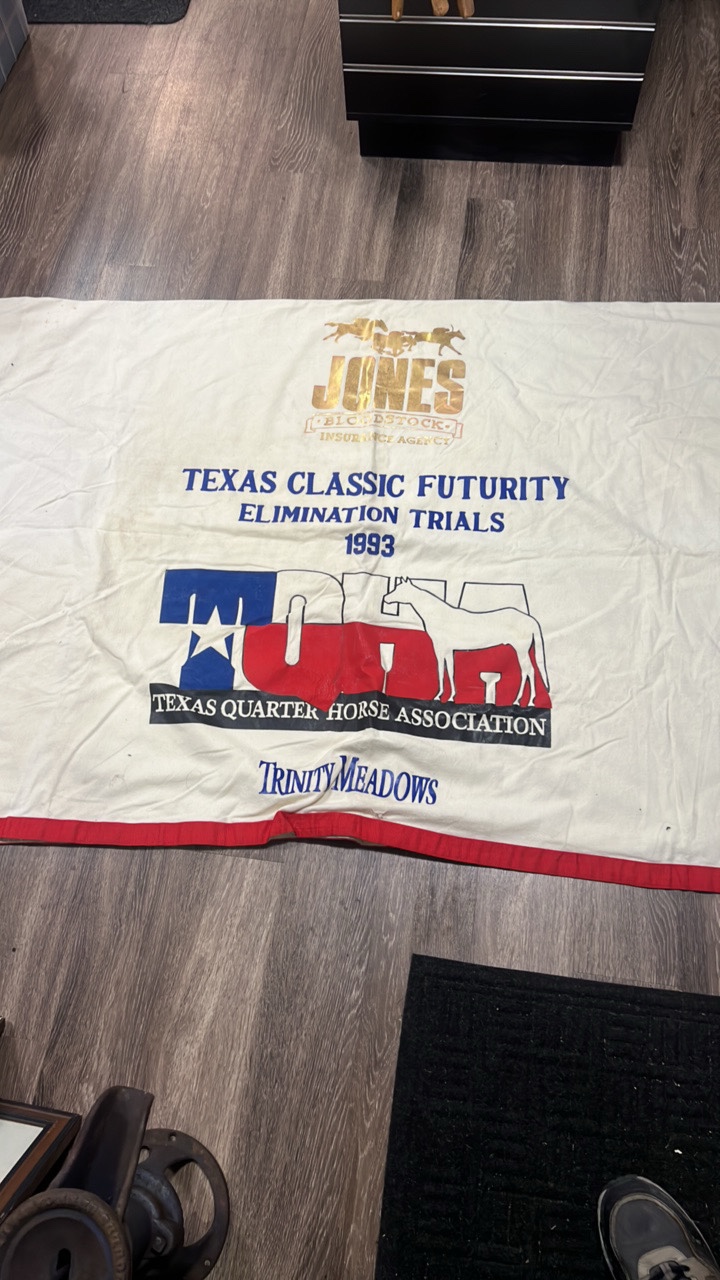 JONES
BLOODSTOCK
INSURANCE AGENCY
TEXAS CLASSIC FUTURITY
ELIMINATION TRIALS
1993
TQHA
TEXAS QUARTER HORSE ASSOCIATION
TRINITY MEADOWS